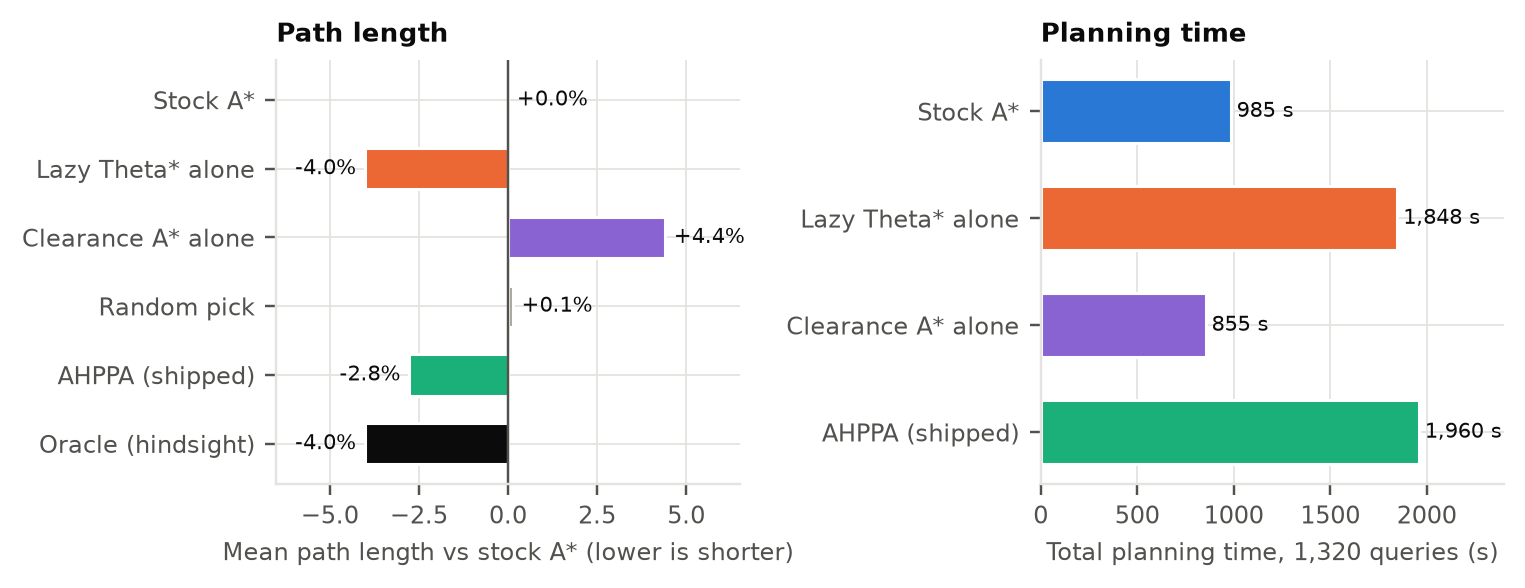 Path length
Stock A*
+0.0%
Lazy Theta* alone
-4.0%
Clearance A* alone
+4.4%
Random pick
+0.1%
AHPPA (shipped)
-2.8%
Oracle (hindsight)
-4.0%
−5.0 −2.5 0.0 2.5 5.0
Mean path length vs stock A* (lower is shorter)
Planning time
Stock A*
985 s
Lazy Theta* alone
1,848 s
Clearance A* alone
855 s
AHPPA (shipped)
1,960 s
0 500 1000 1500 2000
Total planning time, 1,320 queries (s)